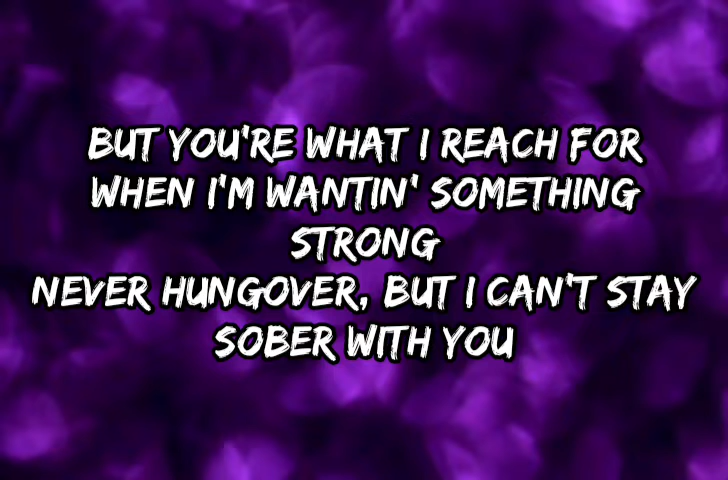 BUT YOU'RE WHAT I REACH FOR
WHEN I'M WANTIN' SOMETHING
STRONG
NEVER HUNGOVER, BUT I CAN'T STAY
SOBER WITH YOU